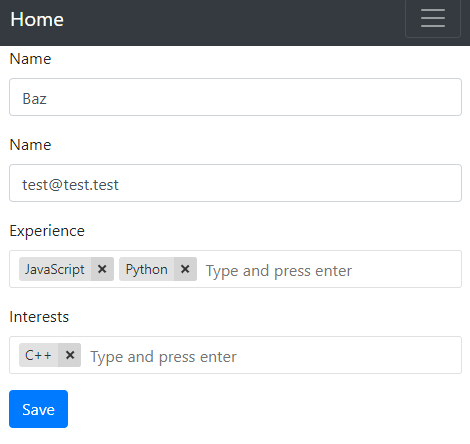 Home
Name
Baz
Name
test@test.test
Experience
JavaScript × Python × Type and press enter
Interests
C++ × Type and press enter
Save